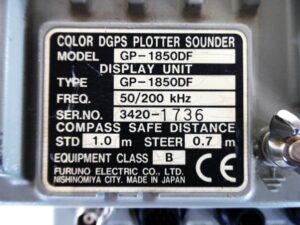 COLOR DGPS PLOTTER SOUNDER
MODEL GP-1850DF
DISPLAY UNIT
TYPE GP-1850DF
FREQ. 50/200 kHz
SER.NO. 3420-1736
COMPASS SAFE DISTANCE
STD 1.0 m STEER 0.7 m
EQUIPMENT CLASS B CE
FURUNO ELECTRIC CO., LTD.
NISHINOMIYA CITY, MADE IN JAPAN